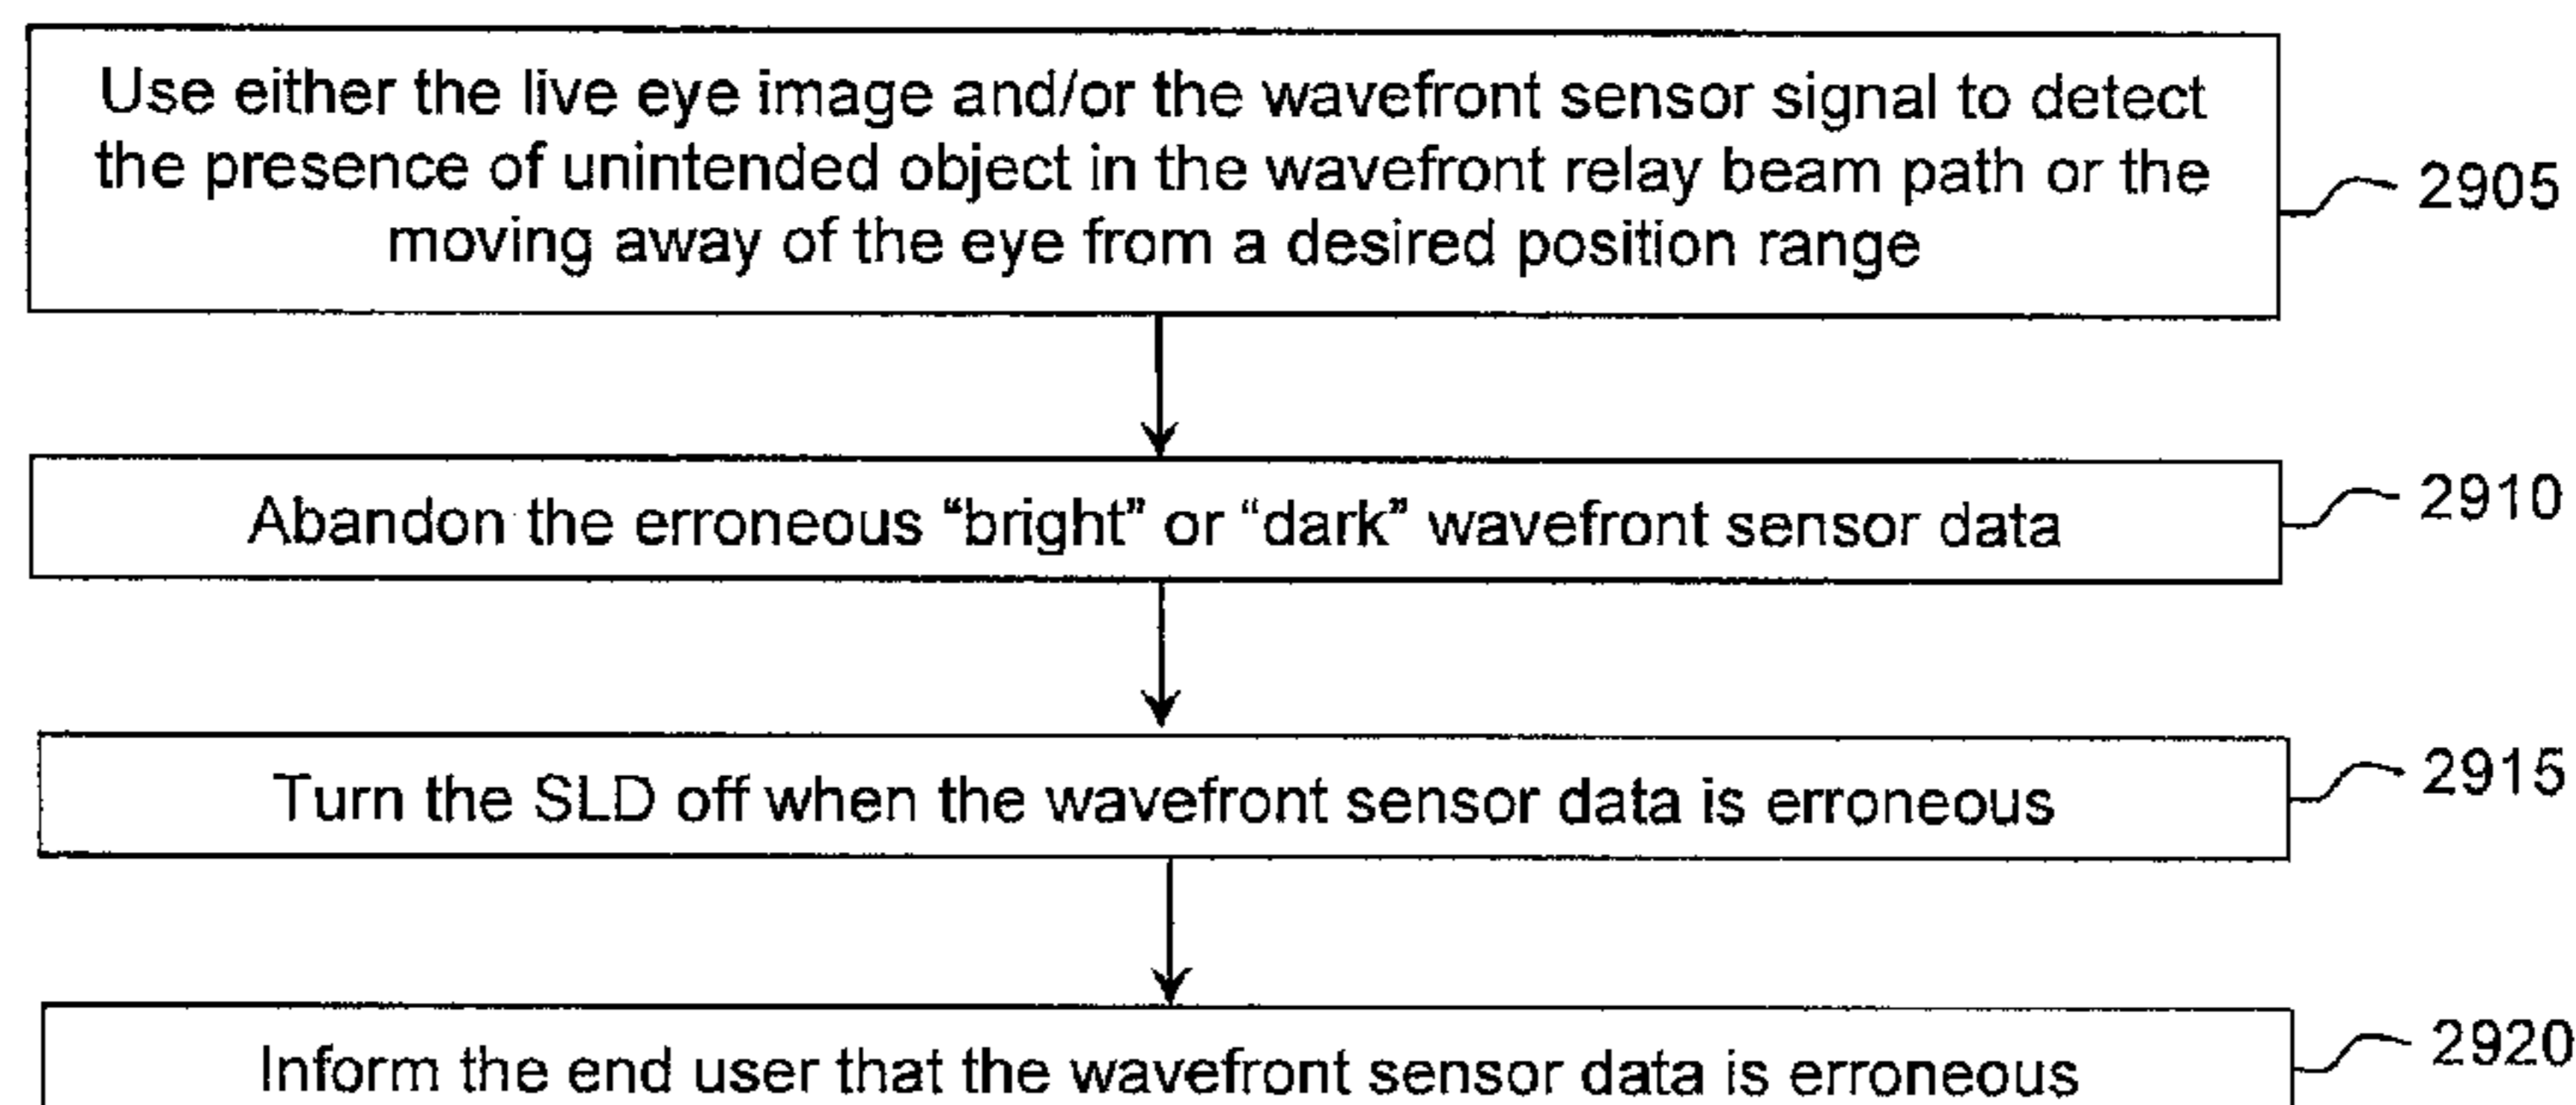 Use either the live eye image and/or the wavefront sensor signal to detect
the presence of unintended object in the wavefront relay beam path or the
moving away of the eye from a desired position range
2905
Abandon the erroneous “bright” or “dark” wavefront sensor data
2910
Turn the SLD off when the wavefront sensor data is erroneous
2915
Inform the end user that the wavefront sensor data is erroneous
2920